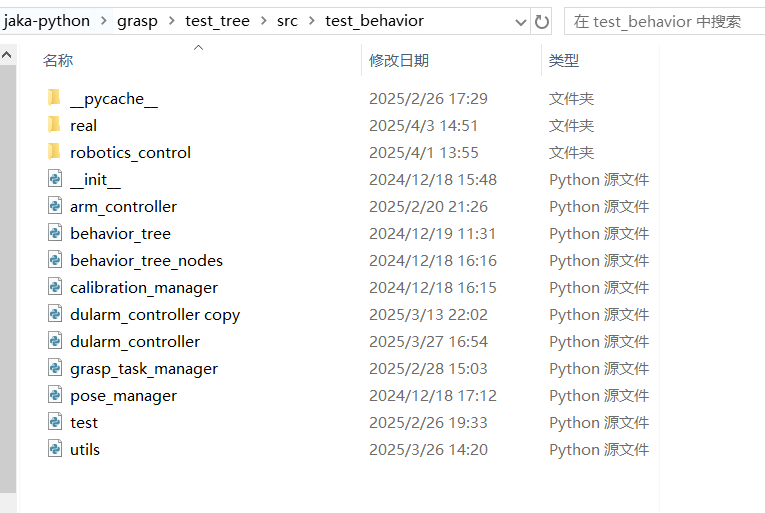 jaka-python > grasp > test_tree > src > test_behavior 在 test_behavior 中搜索
名称 修改日期 类型
__pycache__ 2025/2/26 17:29 文件夹
real 2025/4/3 14:51 文件夹
robotics_control 2025/4/1 13:55 文件夹
__init__ 2024/12/18 15:48 Python 源文件
arm_controller 2025/2/20 21:26 Python 源文件
behavior_tree 2024/12/19 11:31 Python 源文件
behavior_tree_nodes 2024/12/18 16:16 Python 源文件
calibration_manager 2024/12/18 16:15 Python 源文件
dularm_controller copy 2025/3/13 22:02 Python 源文件
dularm_controller 2025/3/27 16:54 Python 源文件
grasp_task_manager 2025/2/28 15:03 Python 源文件
pose_manager 2024/12/18 17:12 Python 源文件
test 2025/2/26 19:33 Python 源文件
utils 2025/3/26 14:20 Python 源文件